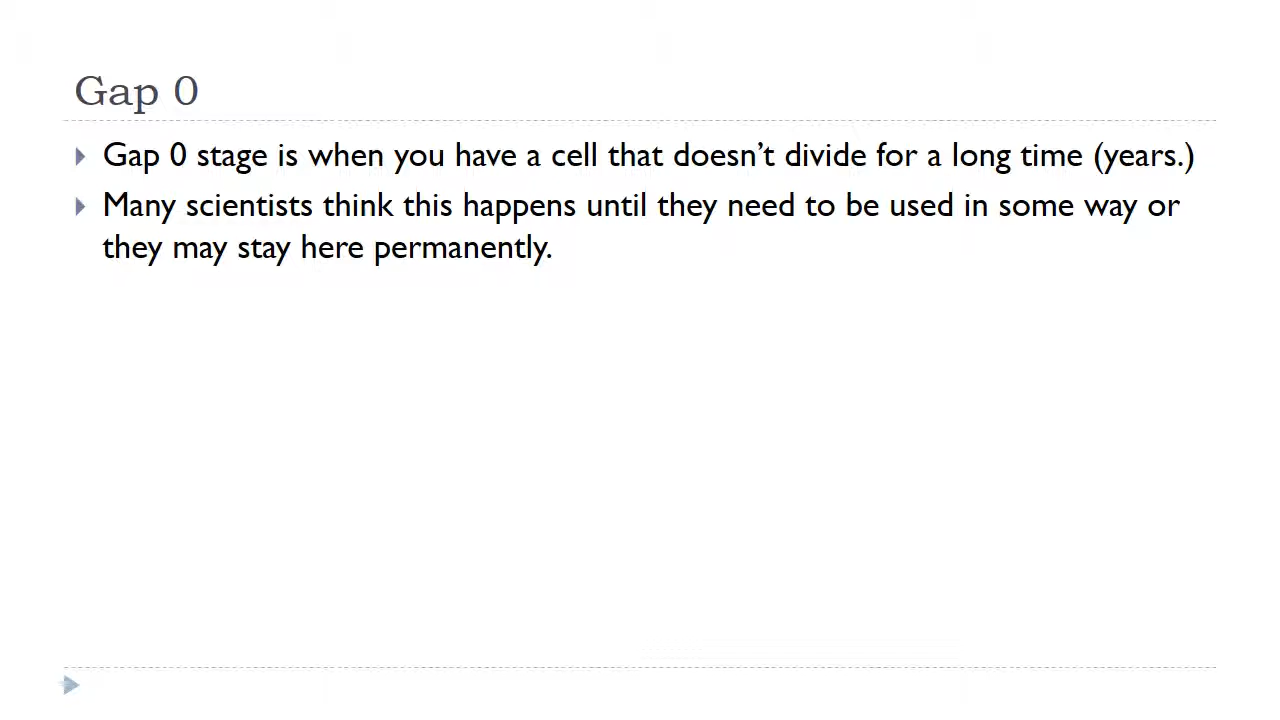 Gap 0
Gap 0 stage is when you have a cell that doesn’t divide for a long time (years.)
Many scientists think this happens until they need to be used in some way or
they may stay here permanently.